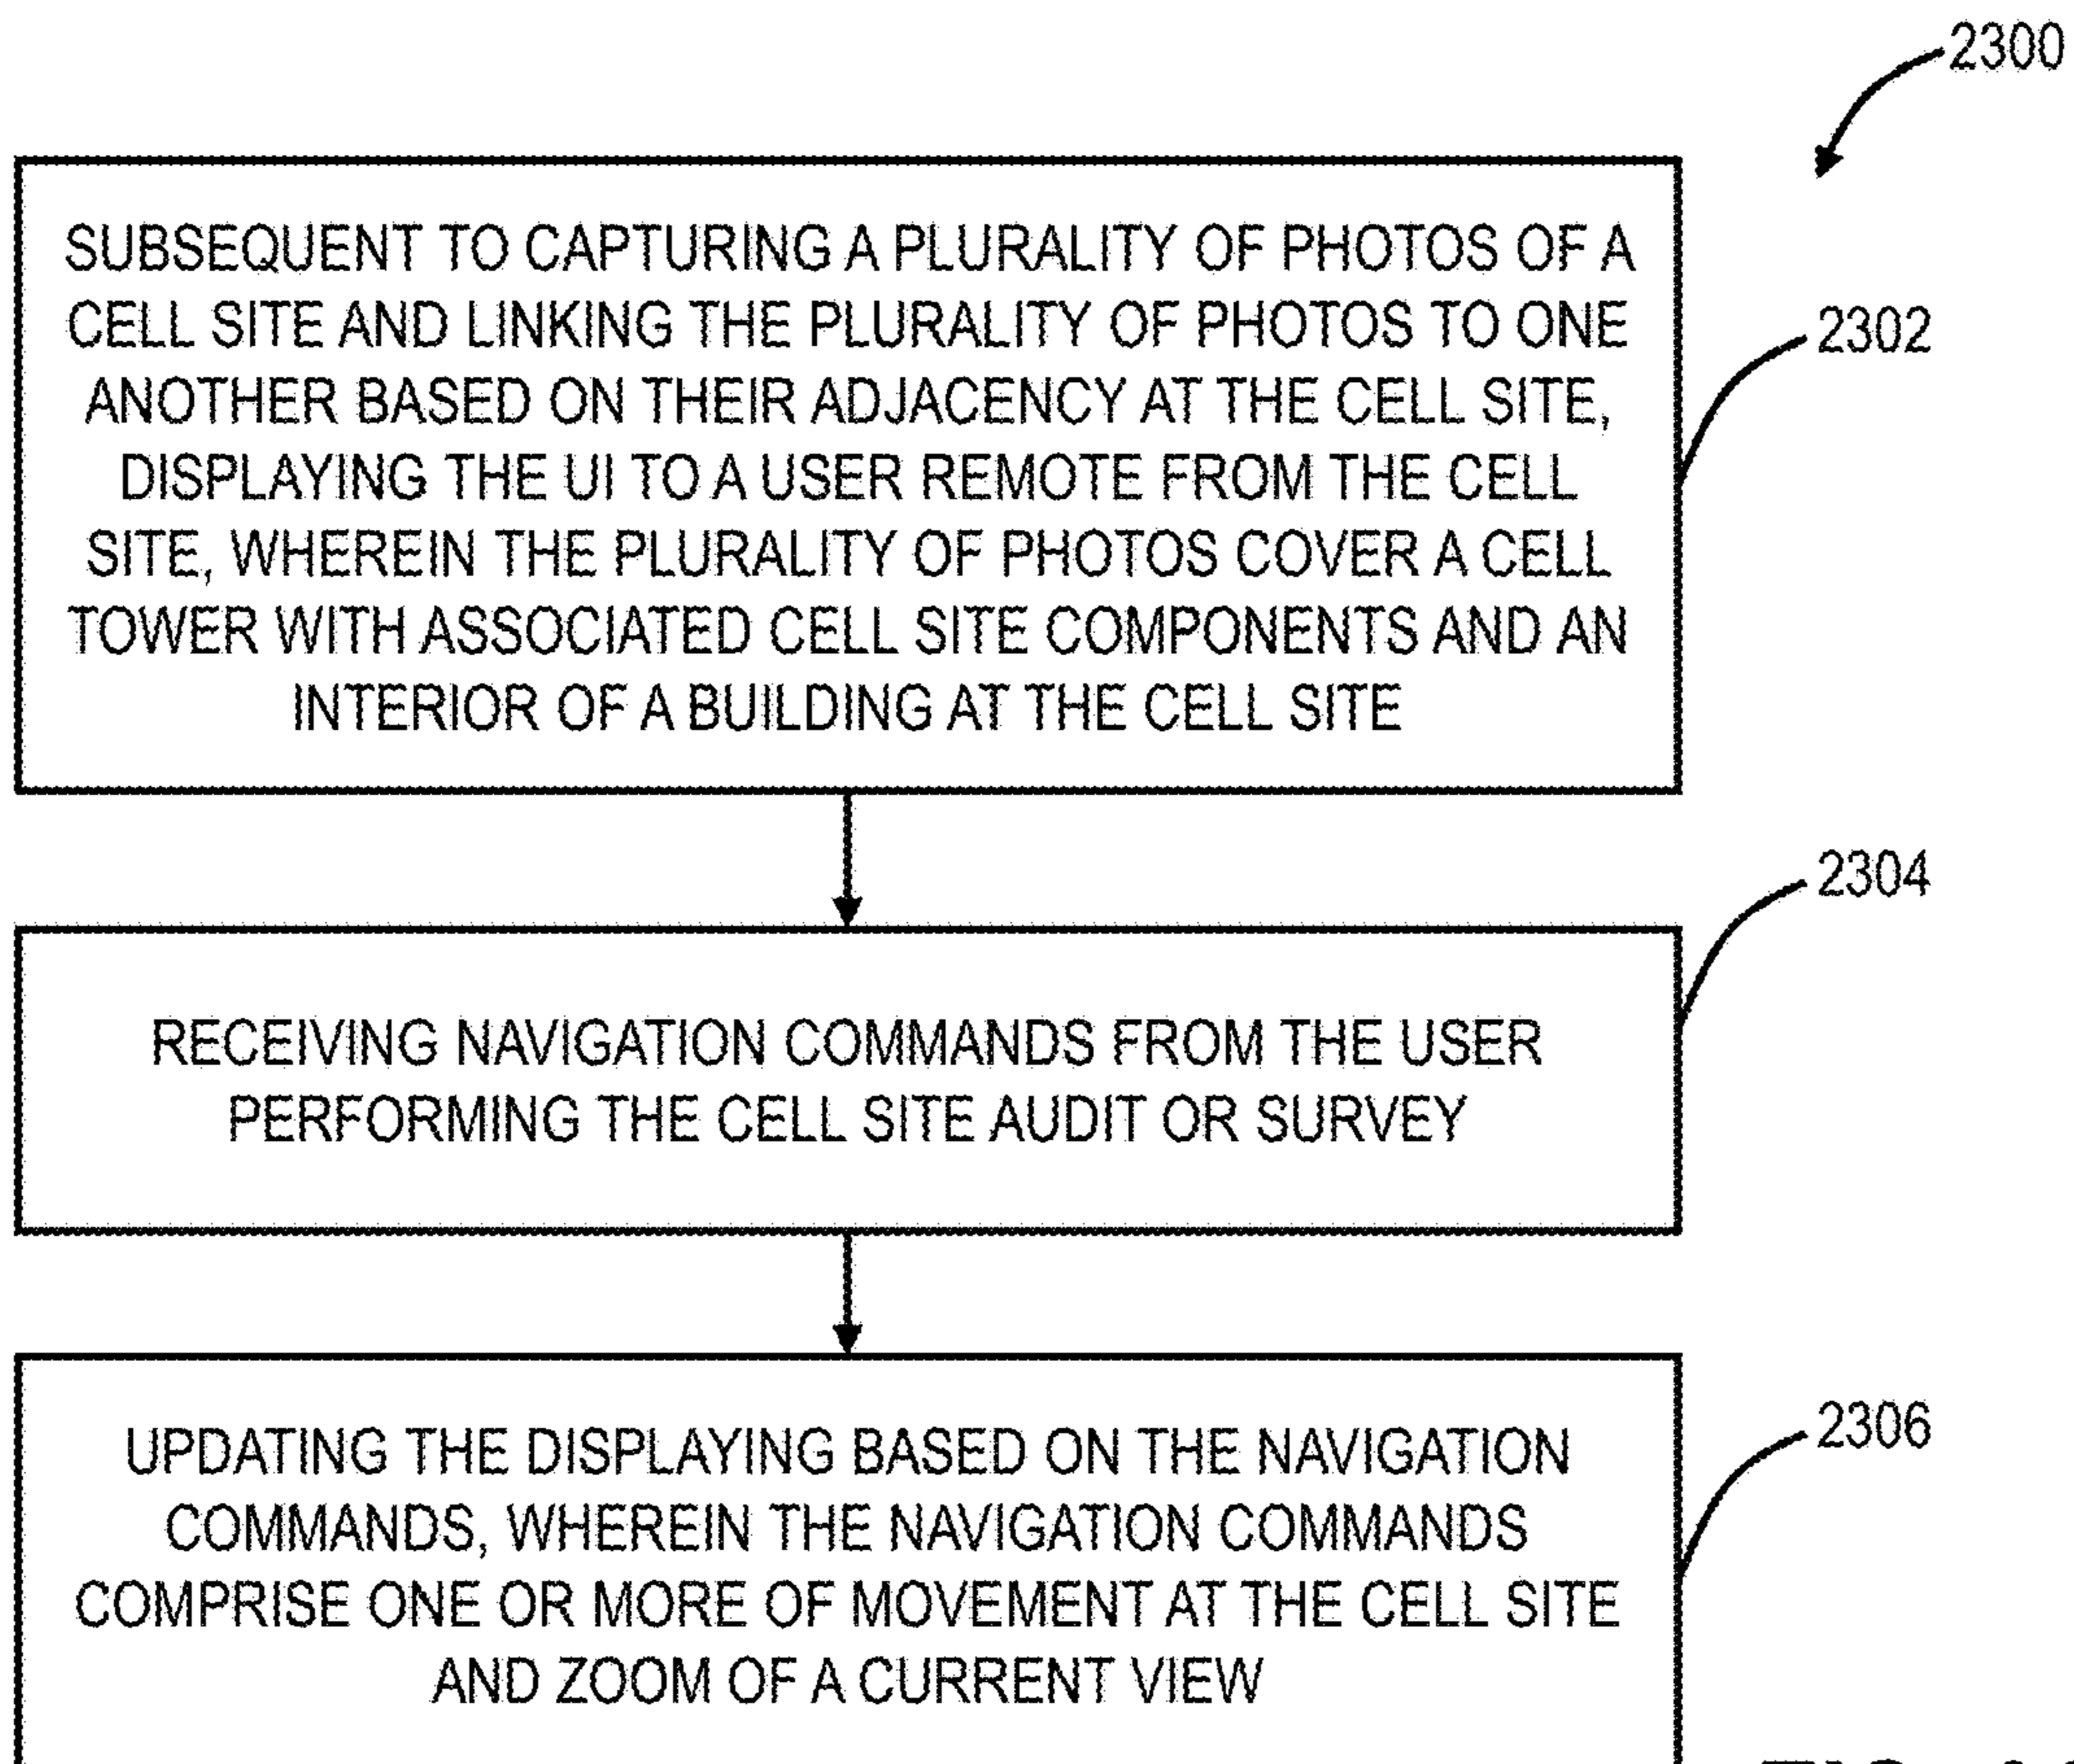 2300
SUBSEQUENT TO CAPTURING A PLURALITY OF PHOTOS OF A
CELL SITE AND LINKING THE PLURALITY OF PHOTOS TO ONE
ANOTHER BASED ON THEIR ADJACENCY AT THE CELL SITE,
DISPLAYING THE UI TO A USER REMOTE FROM THE CELL
SITE, WHEREIN THE PLURALITY OF PHOTOS COVER A CELL
TOWER WITH ASSOCIATED CELL SITE COMPONENTS AND AN
INTERIOR OF A BUILDING AT THE CELL SITE
2302
2304
RECEIVING NAVIGATION COMMANDS FROM THE USER
PERFORMING THE CELL SITE AUDIT OR SURVEY
2306
UPDATING THE DISPLAYING BASED ON THE NAVIGATION
COMMANDS, WHEREIN THE NAVIGATION COMMANDS
COMPRISE ONE OR MORE OF MOVEMENT AT THE CELL SITE
AND ZOOM OF A CURRENT VIEW